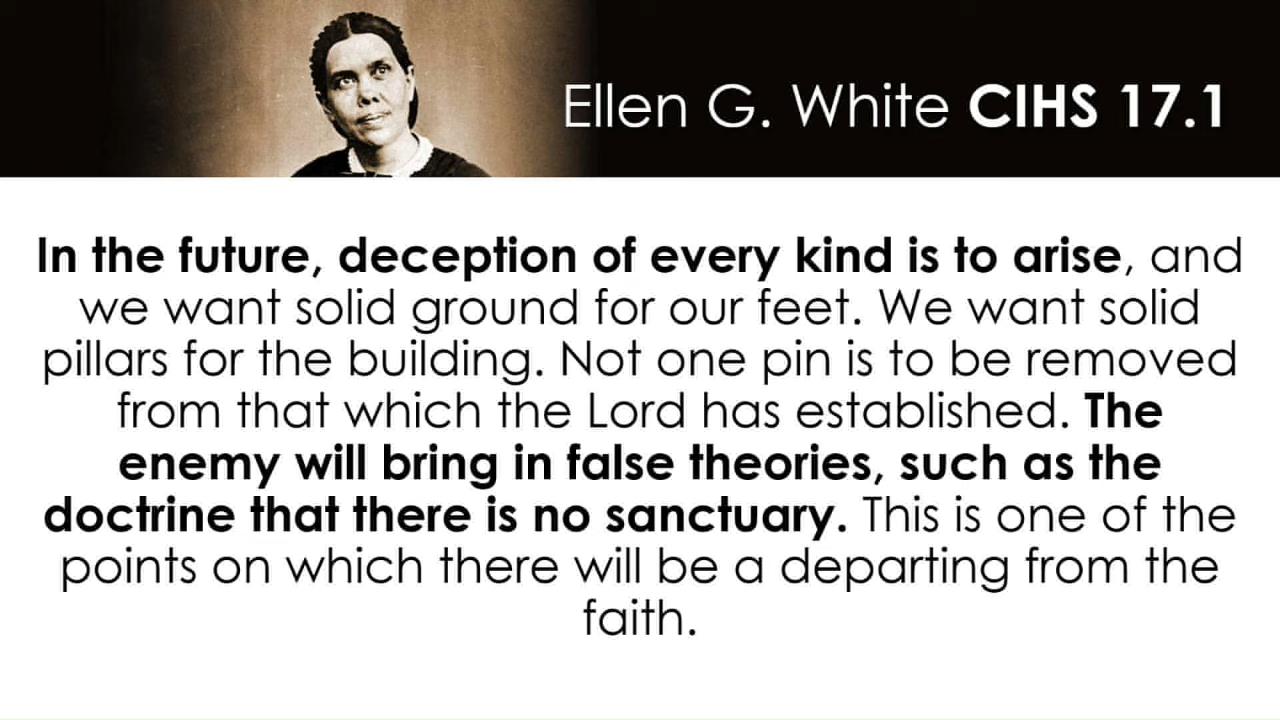 Ellen G. White CIHS 17.1
In the future, deception of every kind is to arise, and
we want solid ground for our feet. We want solid
pillars for the building. Not one pin is to be removed
from that which the Lord has established. The
enemy will bring in false theories, such as the
doctrine that there is no sanctuary. This is one of the
points on which there will be a departing from the
faith.